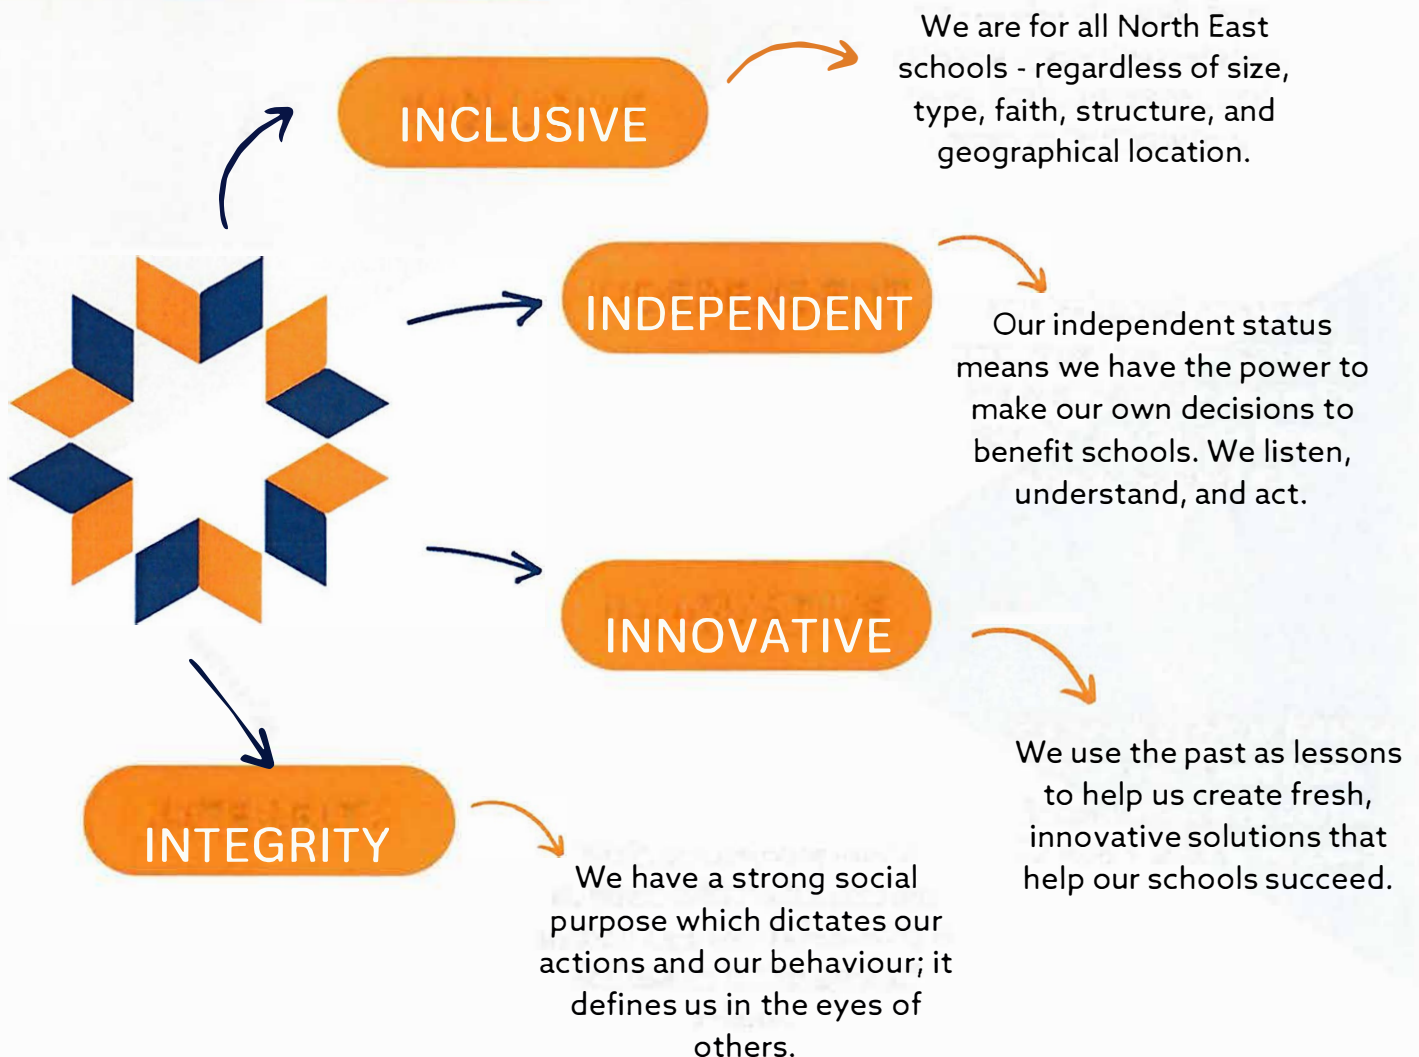 INCLUSIVE
We are for all North East
schools - regardless of size,
type, faith, structure, and
geographical location.
INDEPENDENT
Our independent status
means we have the power to
make our own decisions to
benefit schools. We listen,
understand, and act.
INNOVATIVE
We use the past as lessons
to help us create fresh,
innovative solutions that
help our schools succeed.
INTEGRITY
We have a strong social
purpose which dictates our
actions and our behaviour; it
defines us in the eyes of
others.